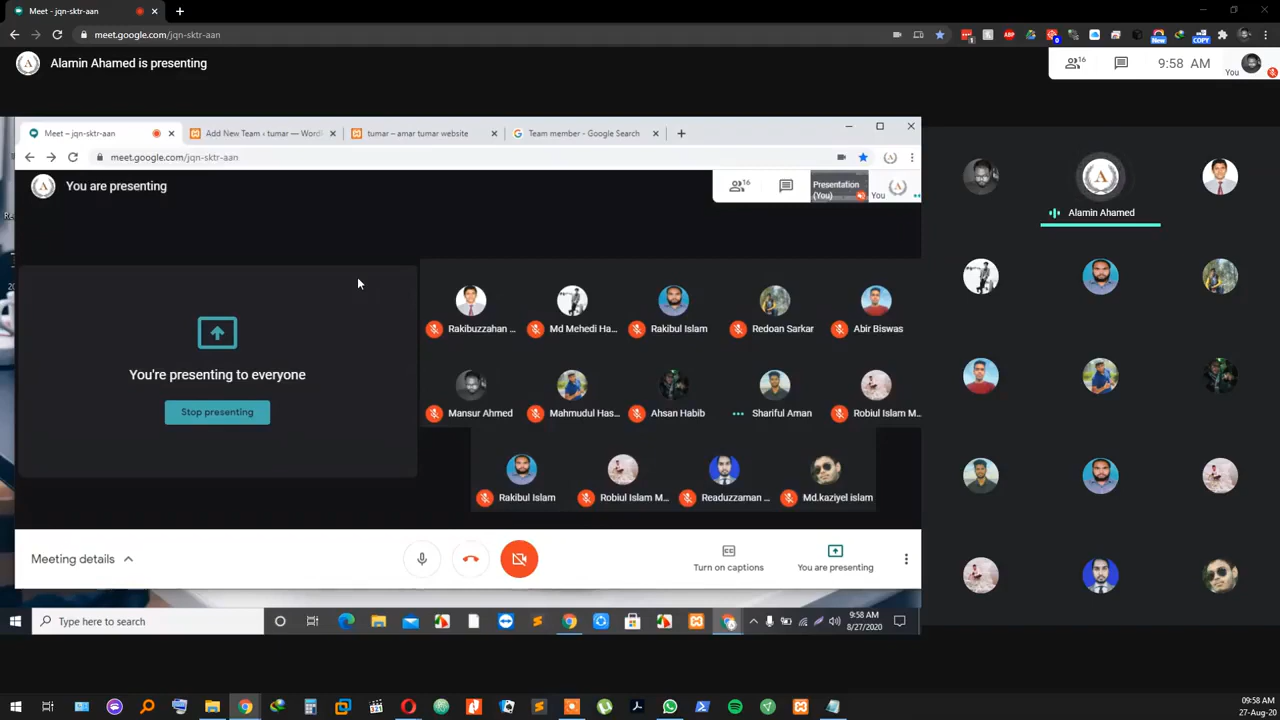 Meet - jqn-sktr-aan
meet.google.com/jqn-sktr-aan
Alamin Ahamed is presenting
16
9:58 AM
You
Meet – jqn-sktr-aan
Add New Team ‹ tumar — Word
tumar – amar tumar website
Team member - Google Search
meet.google.com/jqn-sktr-aan
You are presenting
16
Presentation
(You)
You
Alamin Ahamed
Rakibuzzahan ...
Md Mehedi Ha...
Rakibul Islam
Redoan Sarkar
Abir Biswas
You're presenting to everyone
Stop presenting
Mansur Ahmed
Mahmudul Has...
Ahsan Habib
Shariful Aman
Robiul Islam M...
Rakibul Islam
Robiul Islam M...
Readuzzaman ...
Md.kaziyel islam
Meeting details
Turn on captions
You are presenting
Type here to search
9:58 AM
8/27/2020
09:58 AM
27-Aug-20